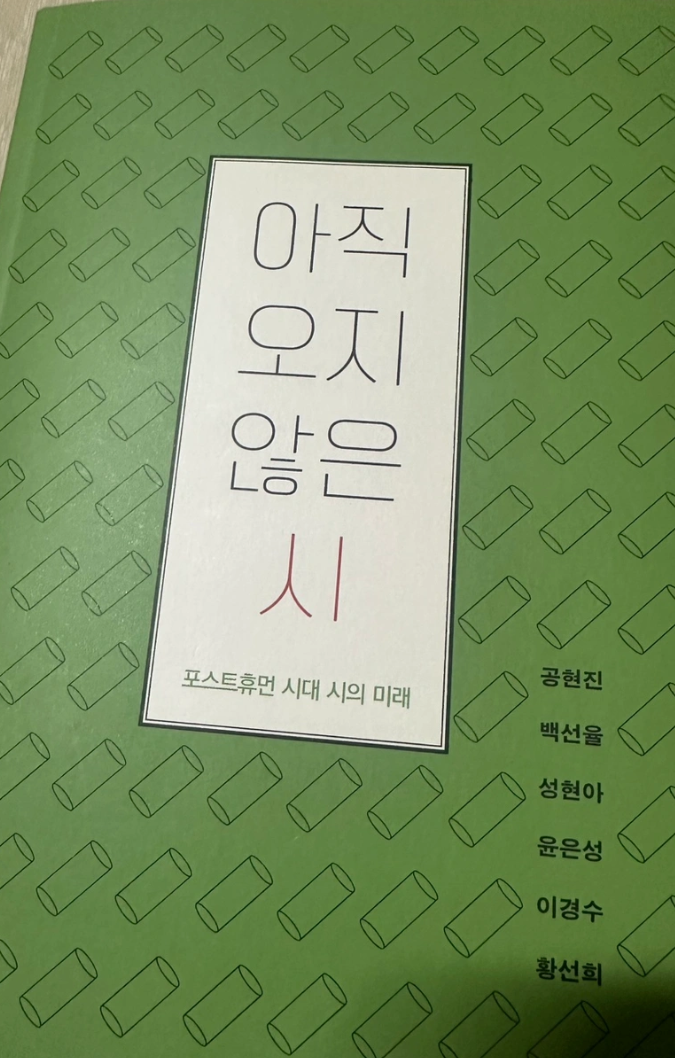 아직
오지
않은
시
포스트휴먼 시대 시의 미래
공현진
백선율
성현아
윤은성
이경수
황선희